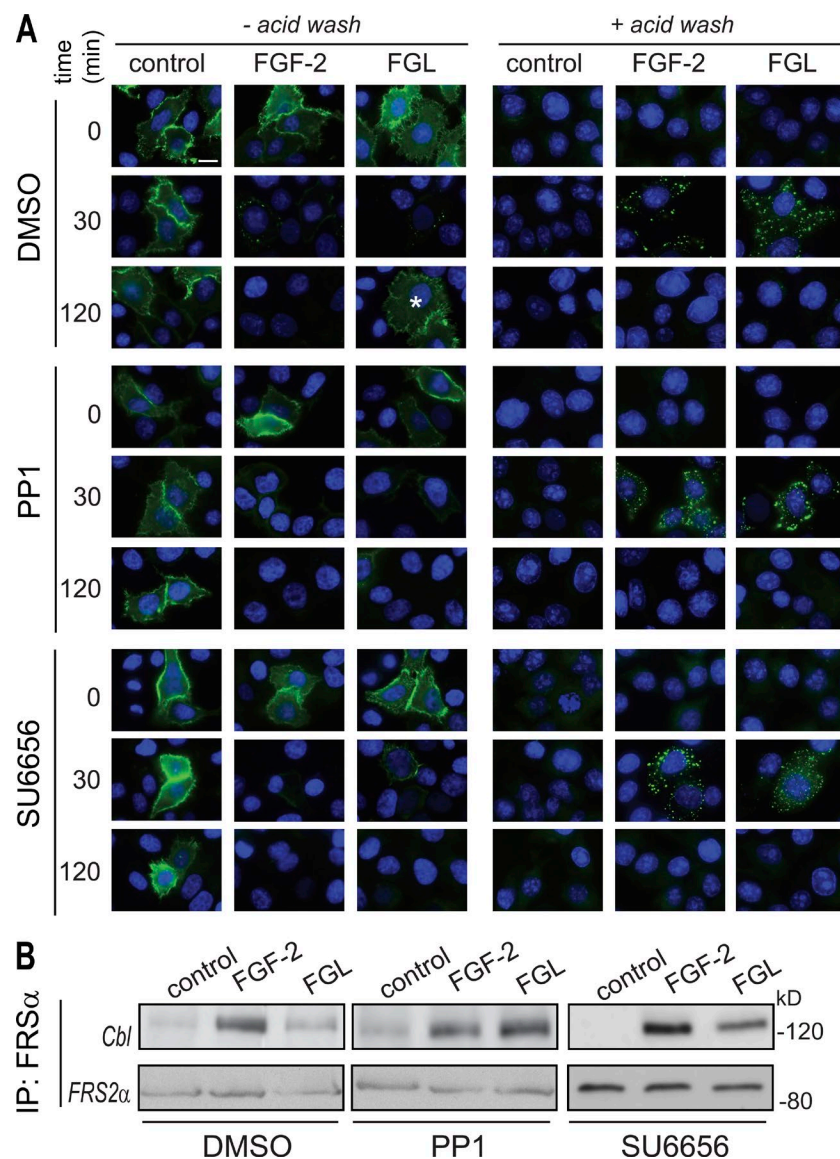 A
- acid wash
+ acid wash
time (min)
control FGF-2 FGL control FGF-2 FGL
DMSO
0
30
120
*
PP1
0
30
120
SU6656
0
30
120
B
control FGF-2 FGL control FGF-2 FGL control FGF-2 FGL
kD
IP: FRSα
Cbl
-120
FRS2α
-80
DMSO PP1 SU6656